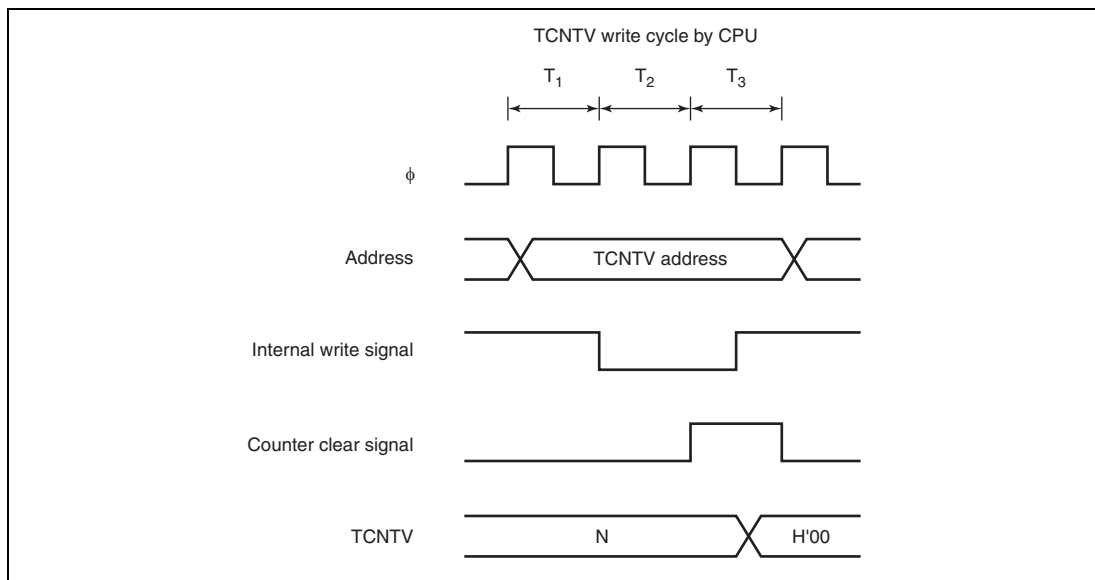 TCNTV write cycle by CPU
T1 T2 T3
ϕ
Address TCNTV address
Internal write signal
Counter clear signal
TCNTV N H'00